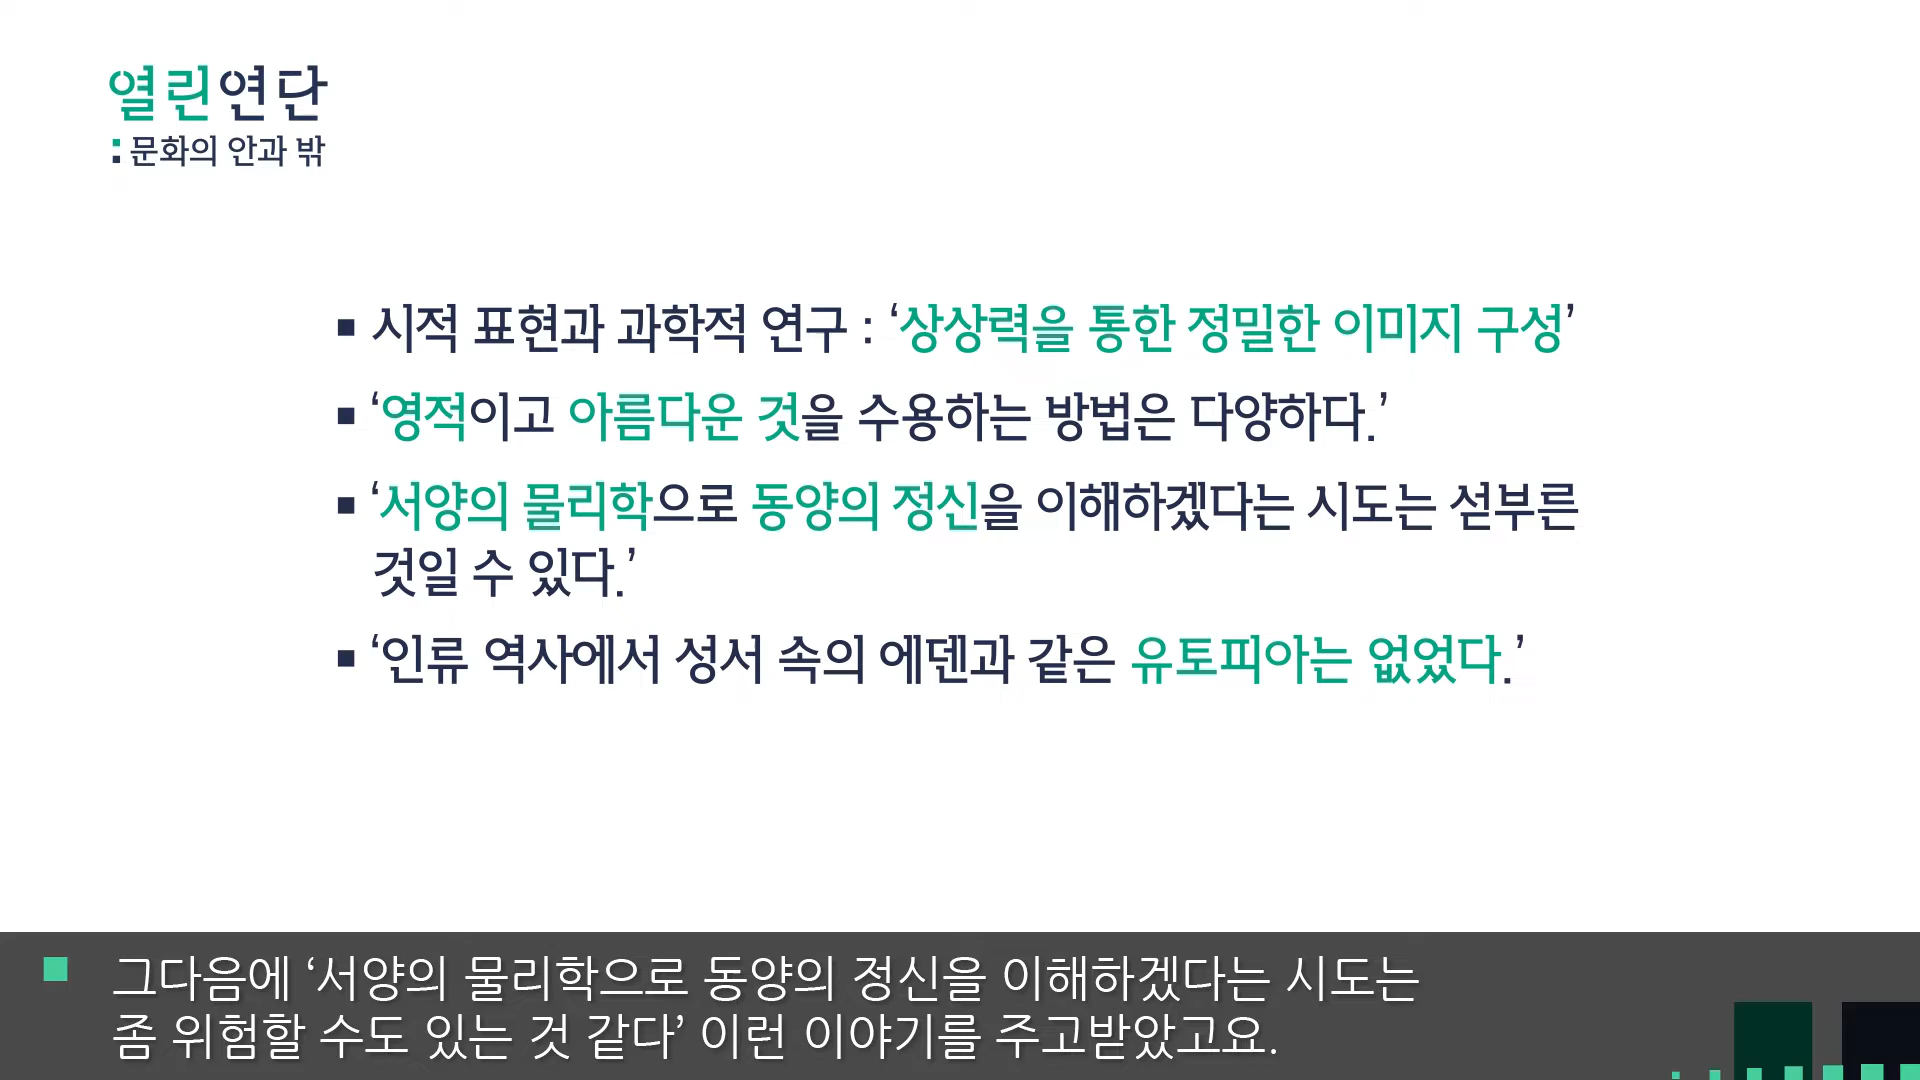 열린연단
:문화의 안과 밖
▪ 시적 표현과 과학적 연구 : ‘상상력을 통한 정밀한 이미지 구성’
▪ ‘영적이고 아름다운 것을 수용하는 방법은 다양하다.’
▪ ‘서양의 물리학으로 동양의 정신을 이해하겠다는 시도는 섣부른
것일 수 있다.’
▪ ‘인류 역사에서 성서 속의 에덴과 같은 유토피아는 없었다.’
그다음에 ‘서양의 물리학으로 동양의 정신을 이해하겠다는 시도는
좀 위험할 수도 있는 것 같다’ 이런 이야기를 주고받았고요.